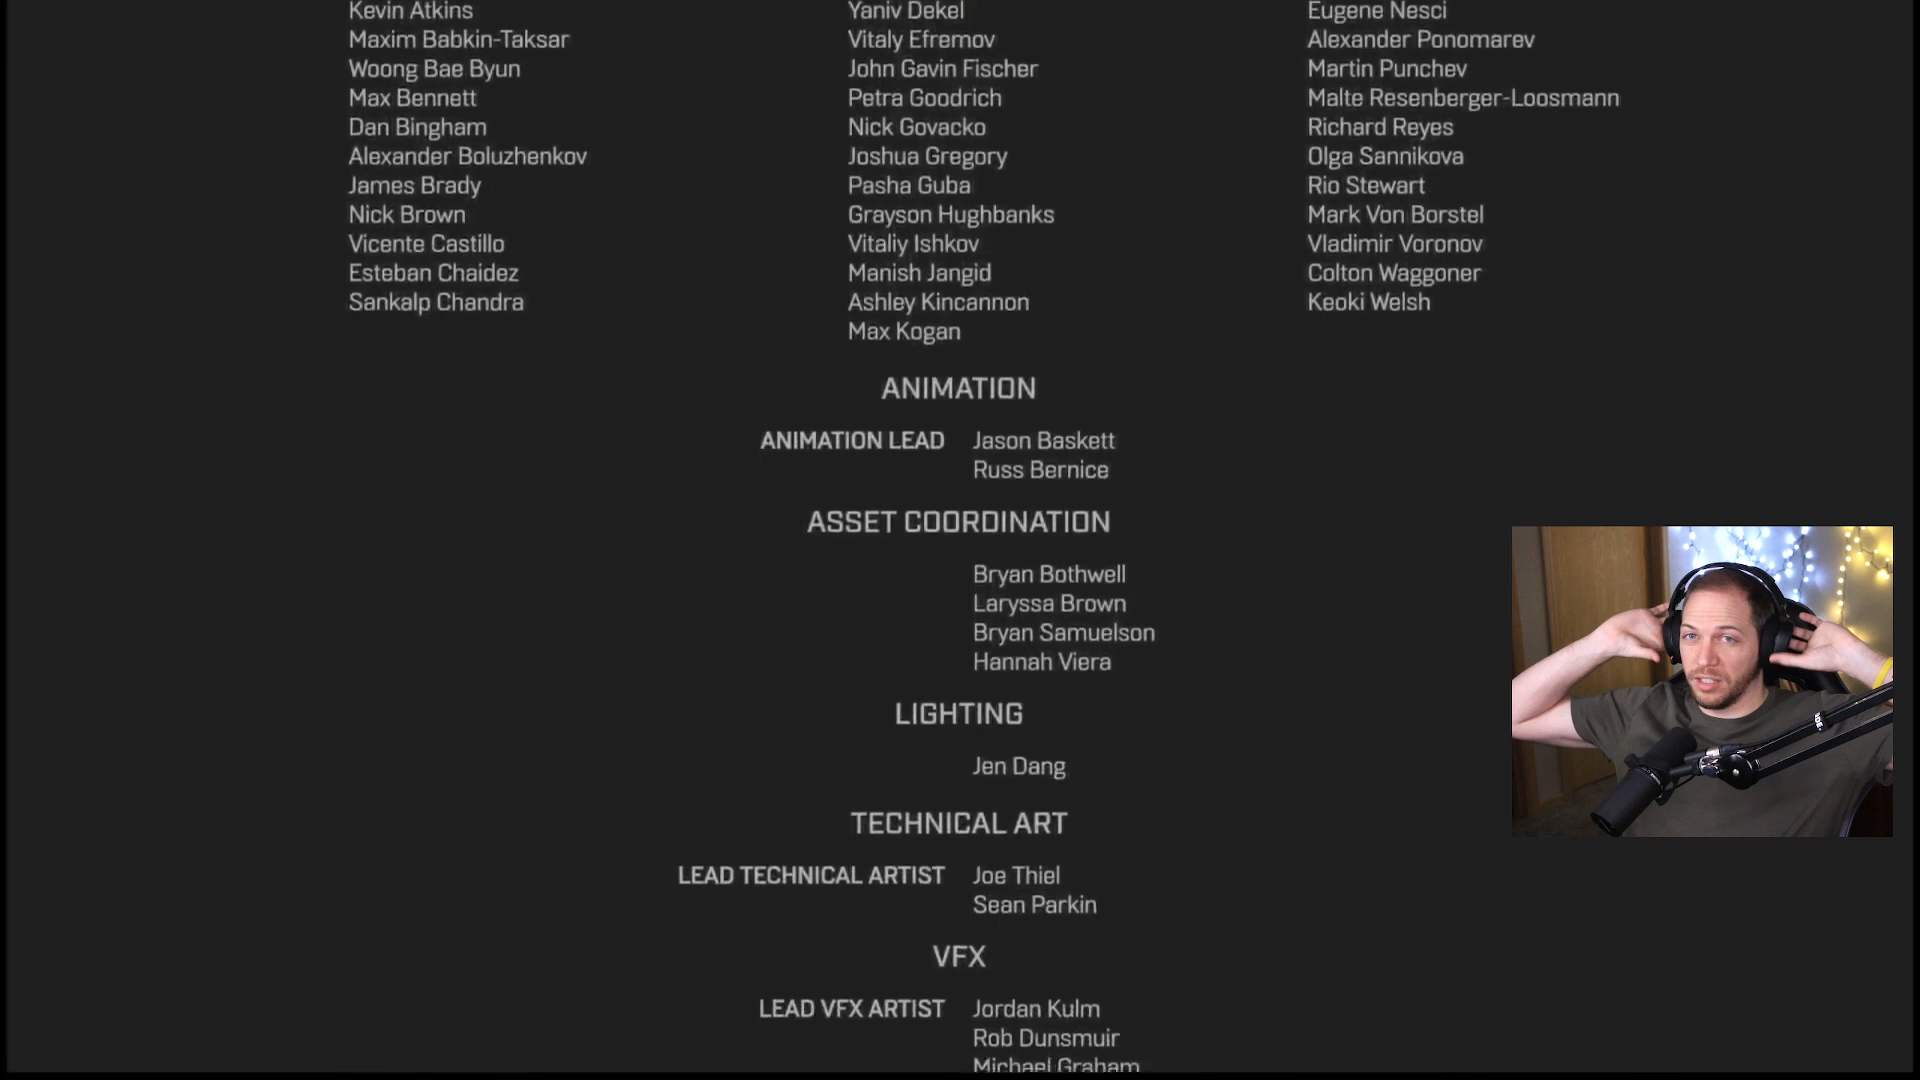 Kevin Atkins
Maxim Babkin-Taksar
Woong Bae Byun
Max Bennett
Dan Bingham
Alexander Boluzhenkov
James Brady
Nick Brown
Vicente Castillo
Esteban Chaidez
Sankalp Chandra
Yaniv Dekel
Vitaly Efremov
John Gavin Fischer
Petra Goodrich
Nick Govacko
Joshua Gregory
Pasha Guba
Grayson Hughbanks
Vitaliy Ishkov
Manish Jangid
Ashley Kincannon
Max Kogan
Eugene Nesci
Alexander Ponomarev
Martin Punchev
Malte Resenberger-Loosmann
Richard Reyes
Olga Sannikova
Rio Stewart
Mark Von Borstel
Vladimir Voronov
Colton Waggoner
Keoki Welsh
ANIMATION
ANIMATION LEAD Jason Baskett
Russ Bernice
ASSET COORDINATION
Bryan Bothwell
Laryssa Brown
Bryan Samuelson
Hannah Viera
LIGHTING
Jen Dang
TECHNICAL ART
LEAD TECHNICAL ARTIST Joe Thiel
Sean Parkin
VFX
LEAD VFX ARTIST Jordan Kulm
Rob Dunsmuir
Michael Graham